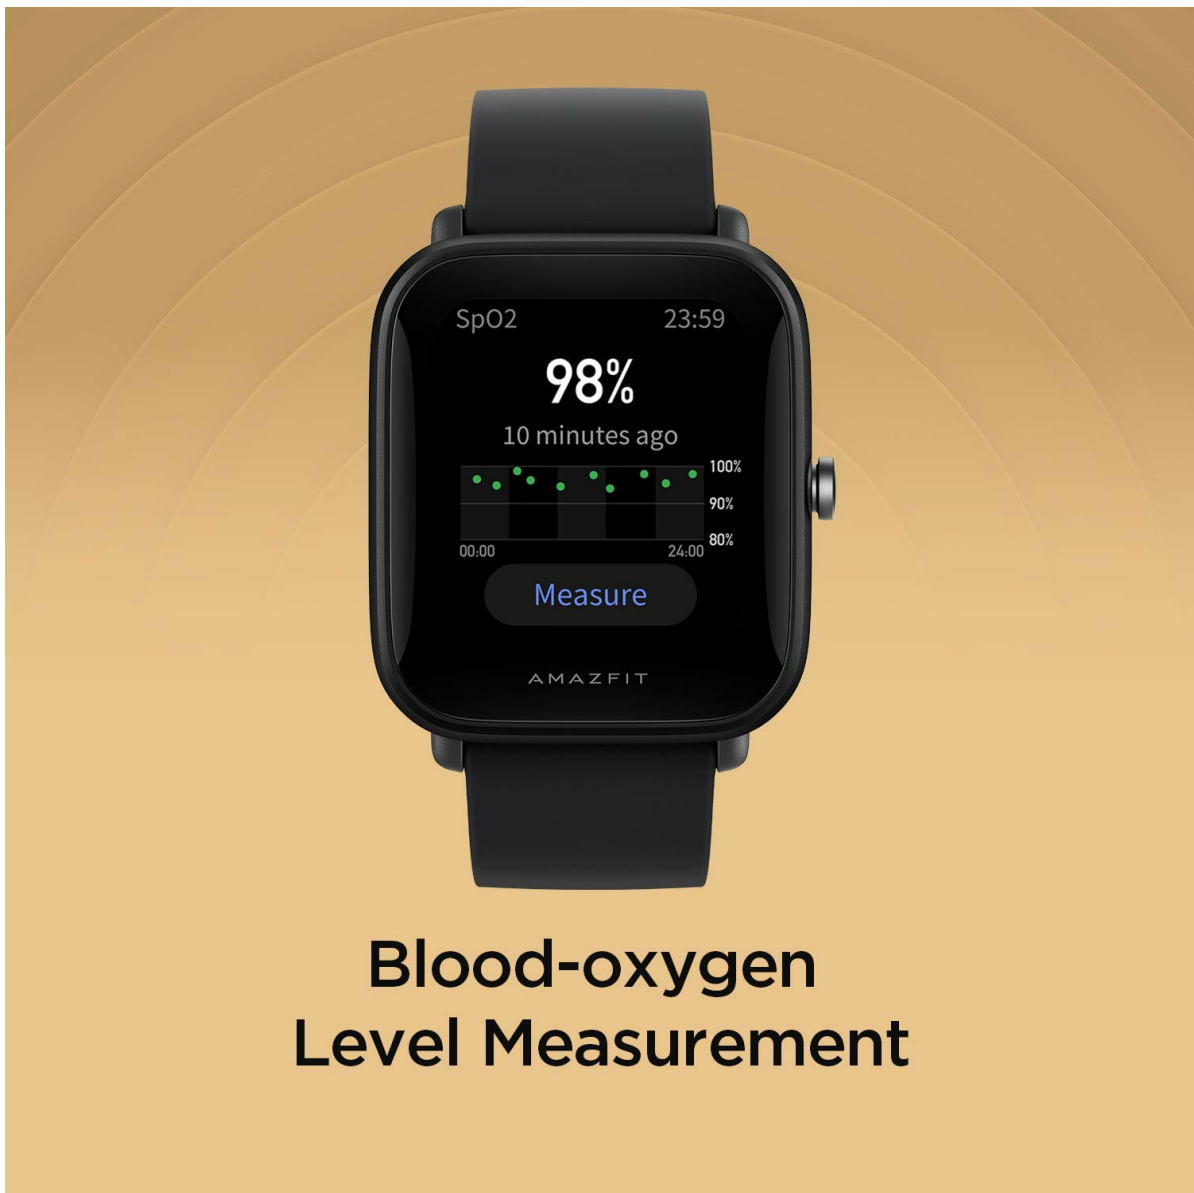 SpO2 23:59
98%
10 minutes ago
100%
90%
80%
00:00 24:00
Measure
AMAZFIT
Blood-oxygen
Level Measurement